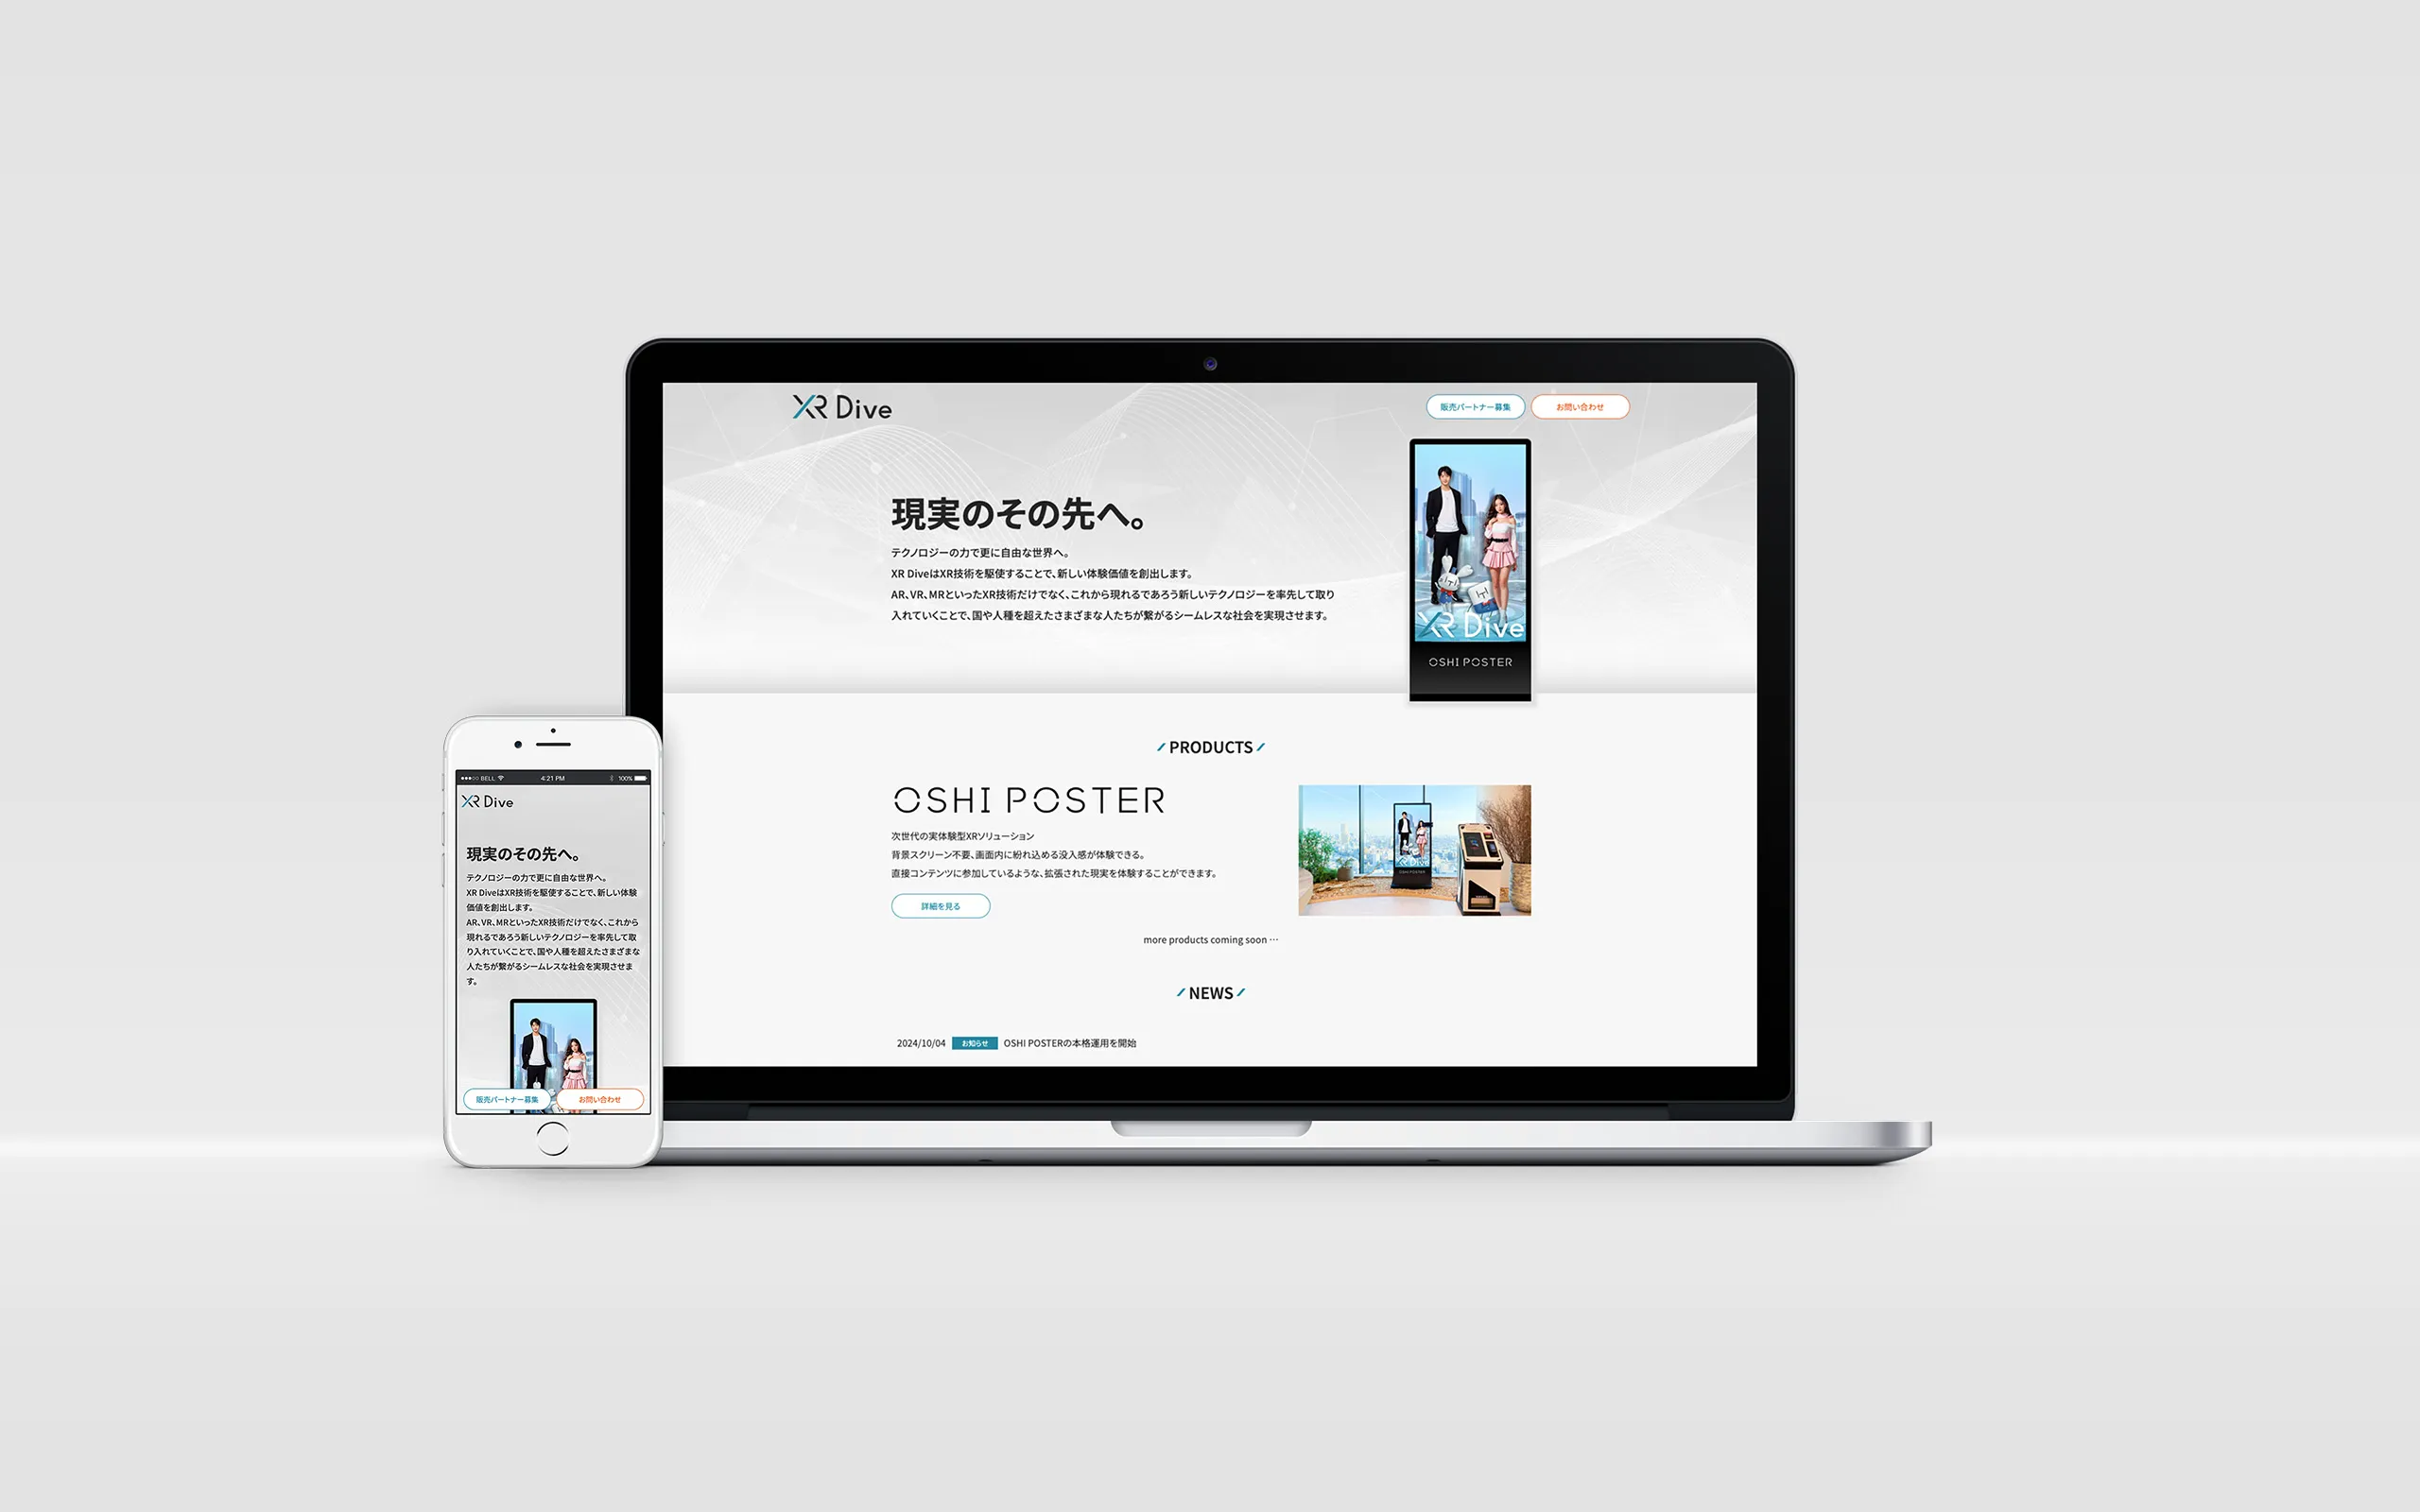 XR Dive
販売パートナー募集
お問い合わせ
現実のその先へ。
テクノロジーの力で更に自由な世界へ。
XR DiveはXR技術を駆使することで、新しい体験価値を創出します。
AR、VR、MRといったXR技術だけでなく、これから現れるであろう新しいテクノロジーを率先して取り
入れていくことで、国や人種を超えたさまざまな人たちが繋がるシームレスな社会を実現させます。
XR Dive
OSHI POSTER
PRODUCTS
OSHI POSTER
次世代の実体験型XRソリューション
背景スクリーン不要、画面内に紛れ込める没入感が体験できる。
直接コンテンツに参加しているような、拡張された現実を体験することができます。
詳細を見る
XR Dive
OSHI POSTER
more products coming soon …
NEWS
2024/10/04 お知らせ OSHI POSTERの本格運用を開始
BELL 4:21 PM 100%
XR Dive
現実のその先へ。
テクノロジーの力で更に自由な世界へ。
XR DiveはXR技術を駆使することで、新しい体験
価値を創出します。
AR、VR、MRといったXR技術だけでなく、これから
現れるであろう新しいテクノロジーを率先して取
り入れていくことで、国や人種を超えたさまざまな
人たちが繋がるシームレスな社会を実現させま
す。
販売パートナー募集
お問い合わせ